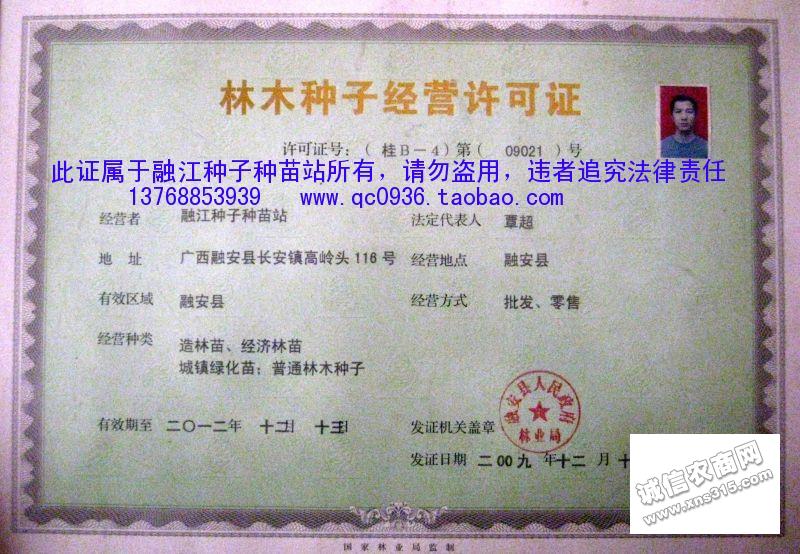 林木种子经营许可证
许可证号：（桂B－4）第（ 09021 ）号
此证属于融江种子种苗站所有，请勿盗用，违者追究法律责任
13768853939 www.qc0936.taobao.com
经营者 融江种子种苗站 法定代表人 覃超
地 址 广西融安县长安镇高岭头116号 经营地点 融安县
有效区域 融安县 经营方式 批发、零售
经营种类 造林苗、经济林苗
城镇绿化苗；普通林木种子
有效期至 二〇一二年 十二月 十三日 发证机关盖章
融安县人民政府
林业局
发证日期 二00九 年十二 月十
诚信农商网
www.xns315.com
国家林业局监制